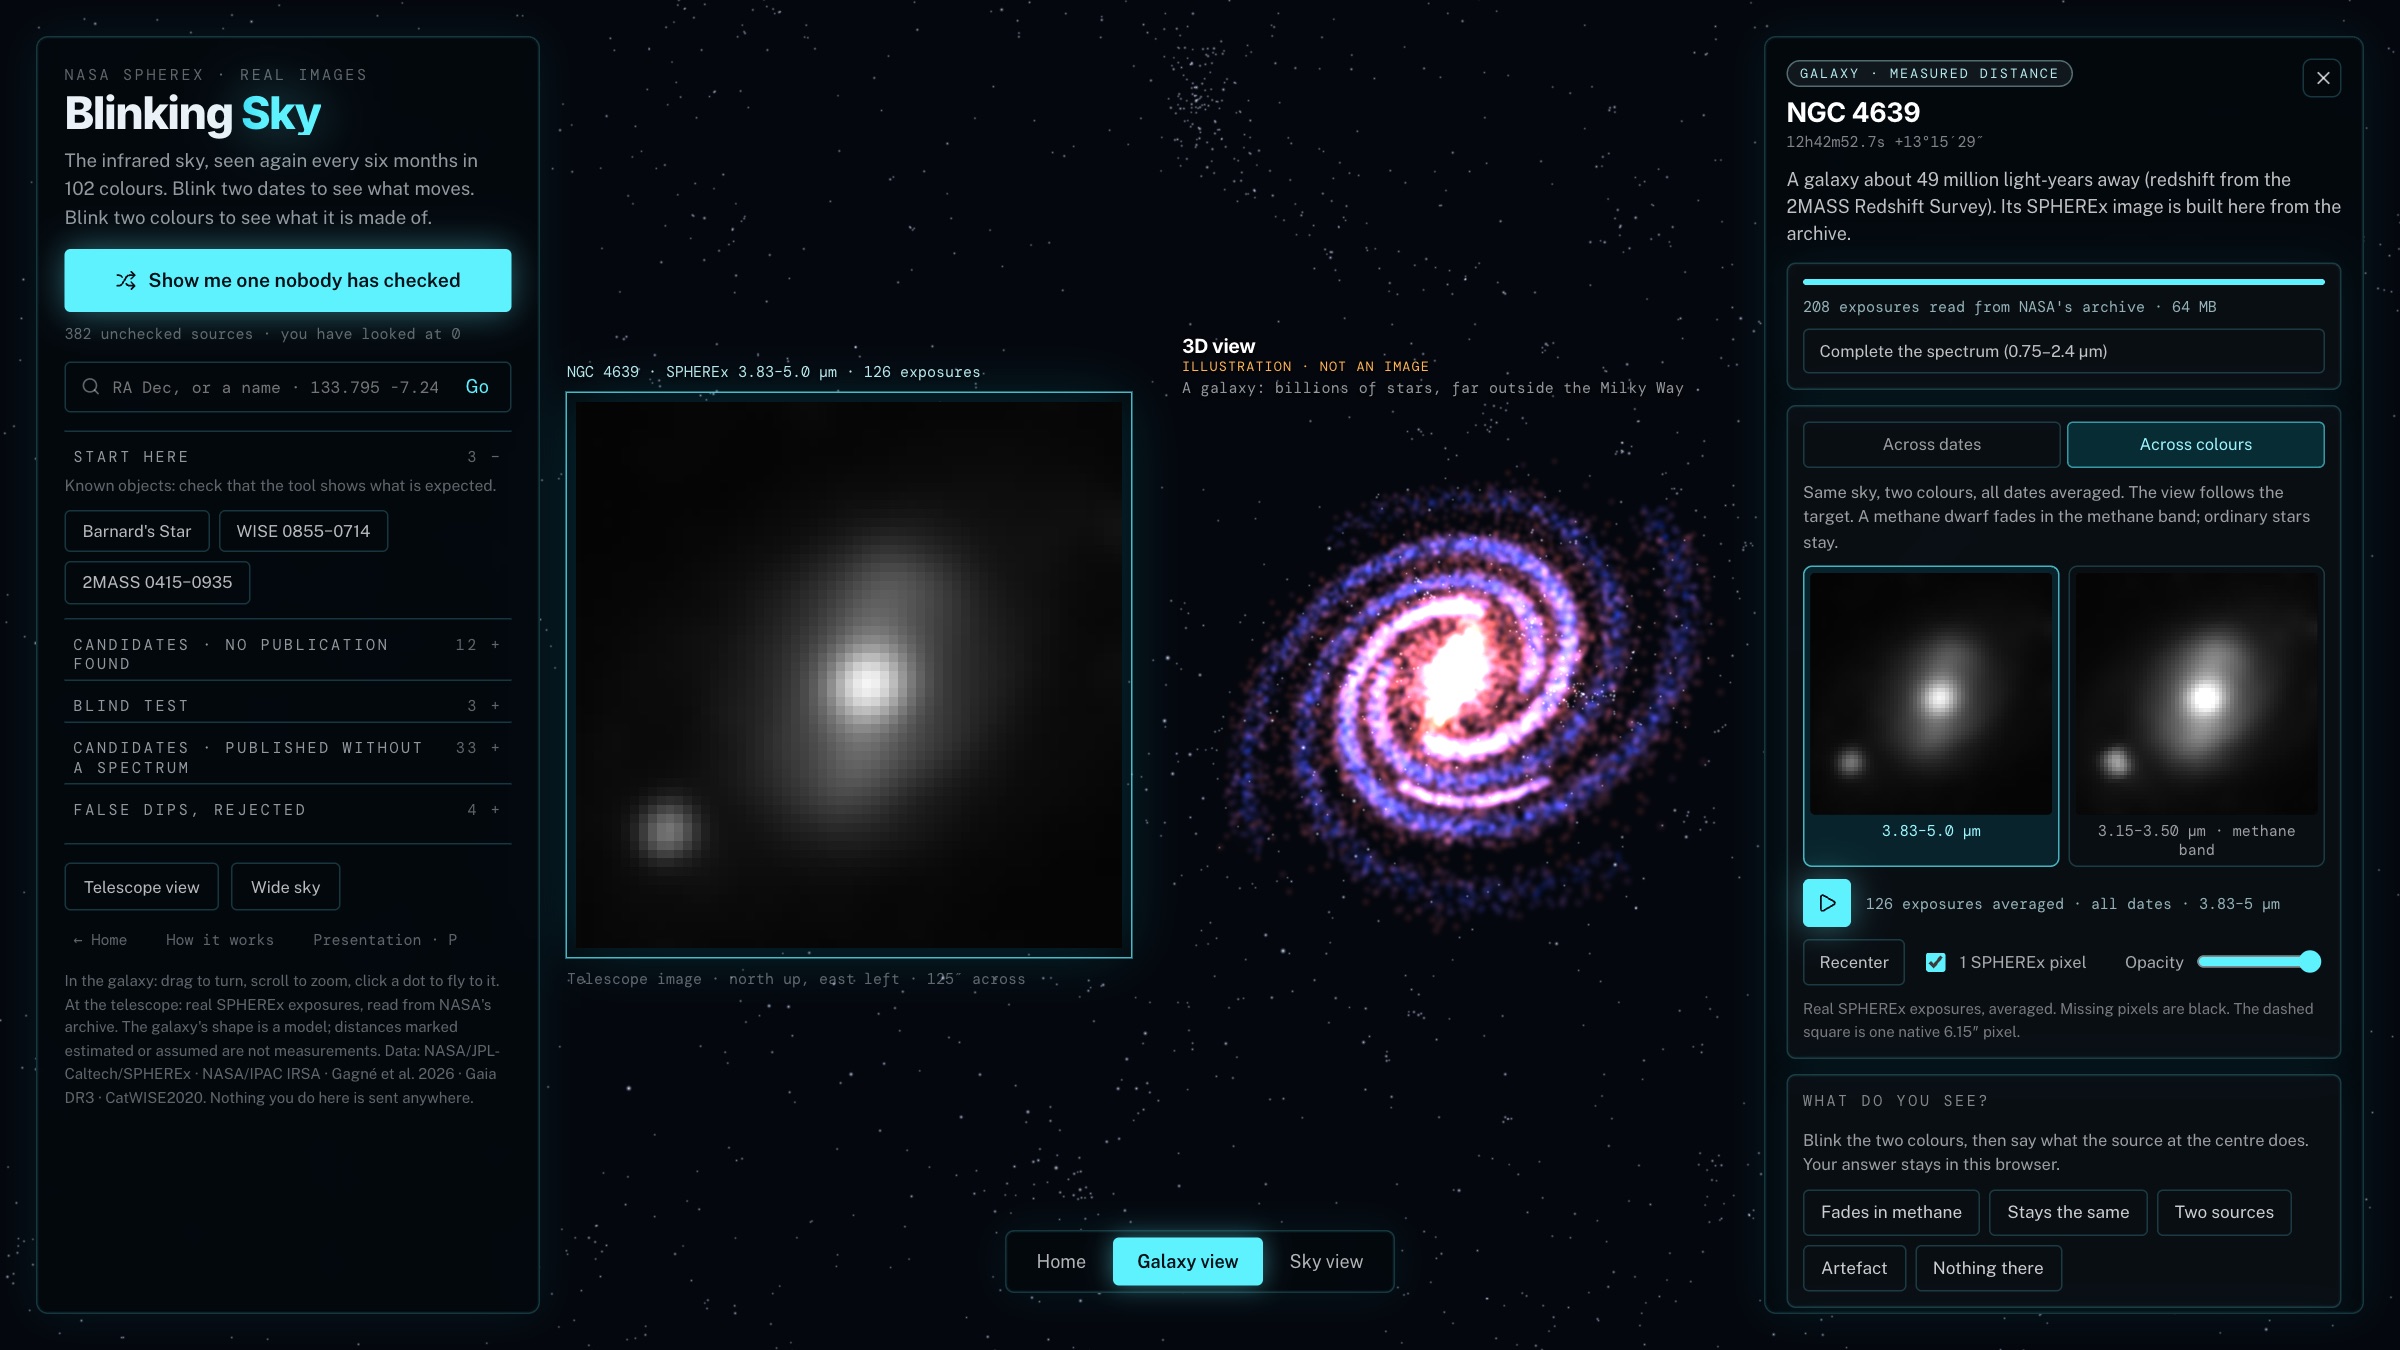 NASA SPHEREX · REAL IMAGES
Blinking Sky
The infrared sky, seen again every six months in
102 colours. Blink two dates to see what moves.
Blink two colours to see what it is made of.
Show me one nobody has checked
382 unchecked sources · you have looked at 0
RA Dec, or a name · 133.795 -7.24
Go
START HERE 3 −
Known objects: check that the tool shows what is expected.
Barnard's Star
WISE 0855−0714
2MASS 0415−0935
CANDIDATES · NO PUBLICATION
FOUND
12 +
BLIND TEST 3 +
CANDIDATES · PUBLISHED WITHOUT
A SPECTRUM
33 +
FALSE DIPS, REJECTED 4 +
Telescope view
Wide sky
← Home
How it works
Presentation · P
In the galaxy: drag to turn, scroll to zoom, click a dot to fly to it.
At the telescope: real SPHEREx exposures, read from NASA's
archive. The galaxy's shape is a model; distances marked
estimated or assumed are not measurements. Data: NASA/JPL-
Caltech/SPHEREx · NASA/IPAC IRSA · Gagné et al. 2026 · Gaia
DR3 · CatWISE2020. Nothing you do here is sent anywhere.
NGC 4639 · SPHEREx 3.83–5.0 µm · 126 exposures
Telescope image · north up, east left · 125″ across
3D view
ILLUSTRATION · NOT AN IMAGE
A galaxy: billions of stars, far outside the Milky Way
Home
Galaxy view
Sky view
GALAXY · MEASURED DISTANCE
NGC 4639
12h42m52.7s +13°15′29″
A galaxy about 49 million light-years away (redshift from the
2MASS Redshift Survey). Its SPHEREx image is built here from the
archive.
208 exposures read from NASA's archive · 64 MB
Complete the spectrum (0.75–2.4 µm)
Across dates
Across colours
Same sky, two colours, all dates averaged. The view follows the
target. A methane dwarf fades in the methane band; ordinary stars
stay.
3.83–5.0 µm
3.15–3.50 µm · methane
band
126 exposures averaged · all dates · 3.83–5 µm
Recenter
1 SPHEREx pixel
Opacity
Real SPHEREx exposures, averaged. Missing pixels are black. The dashed
square is one native 6.15″ pixel.
WHAT DO YOU SEE?
Blink the two colours, then say what the source at the centre does.
Your answer stays in this browser.
Fades in methane
Stays the same
Two sources
Artefact
Nothing there